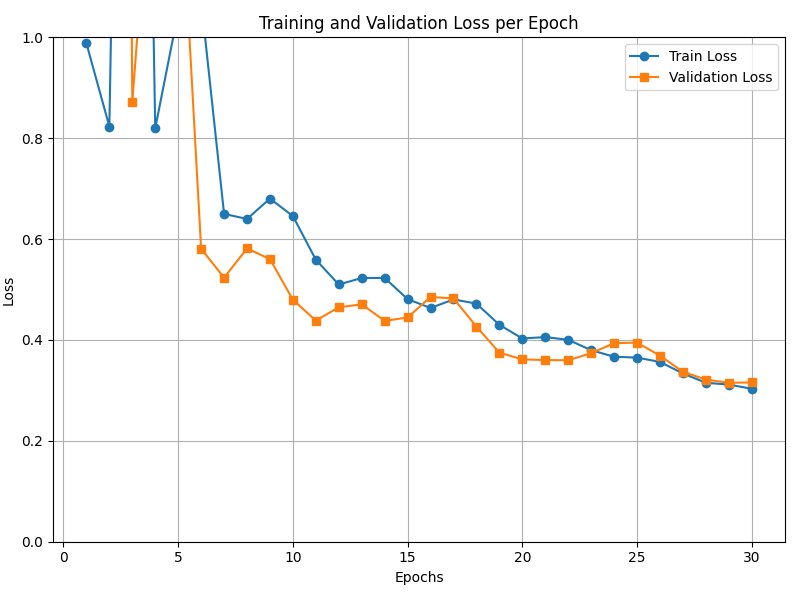 Training and Validation Loss per Epoch
Train Loss
Validation Loss
1.0
0.8
0.6
0.4
0.2
0.0
Loss
0 5 10 15 20 25 30
Epochs